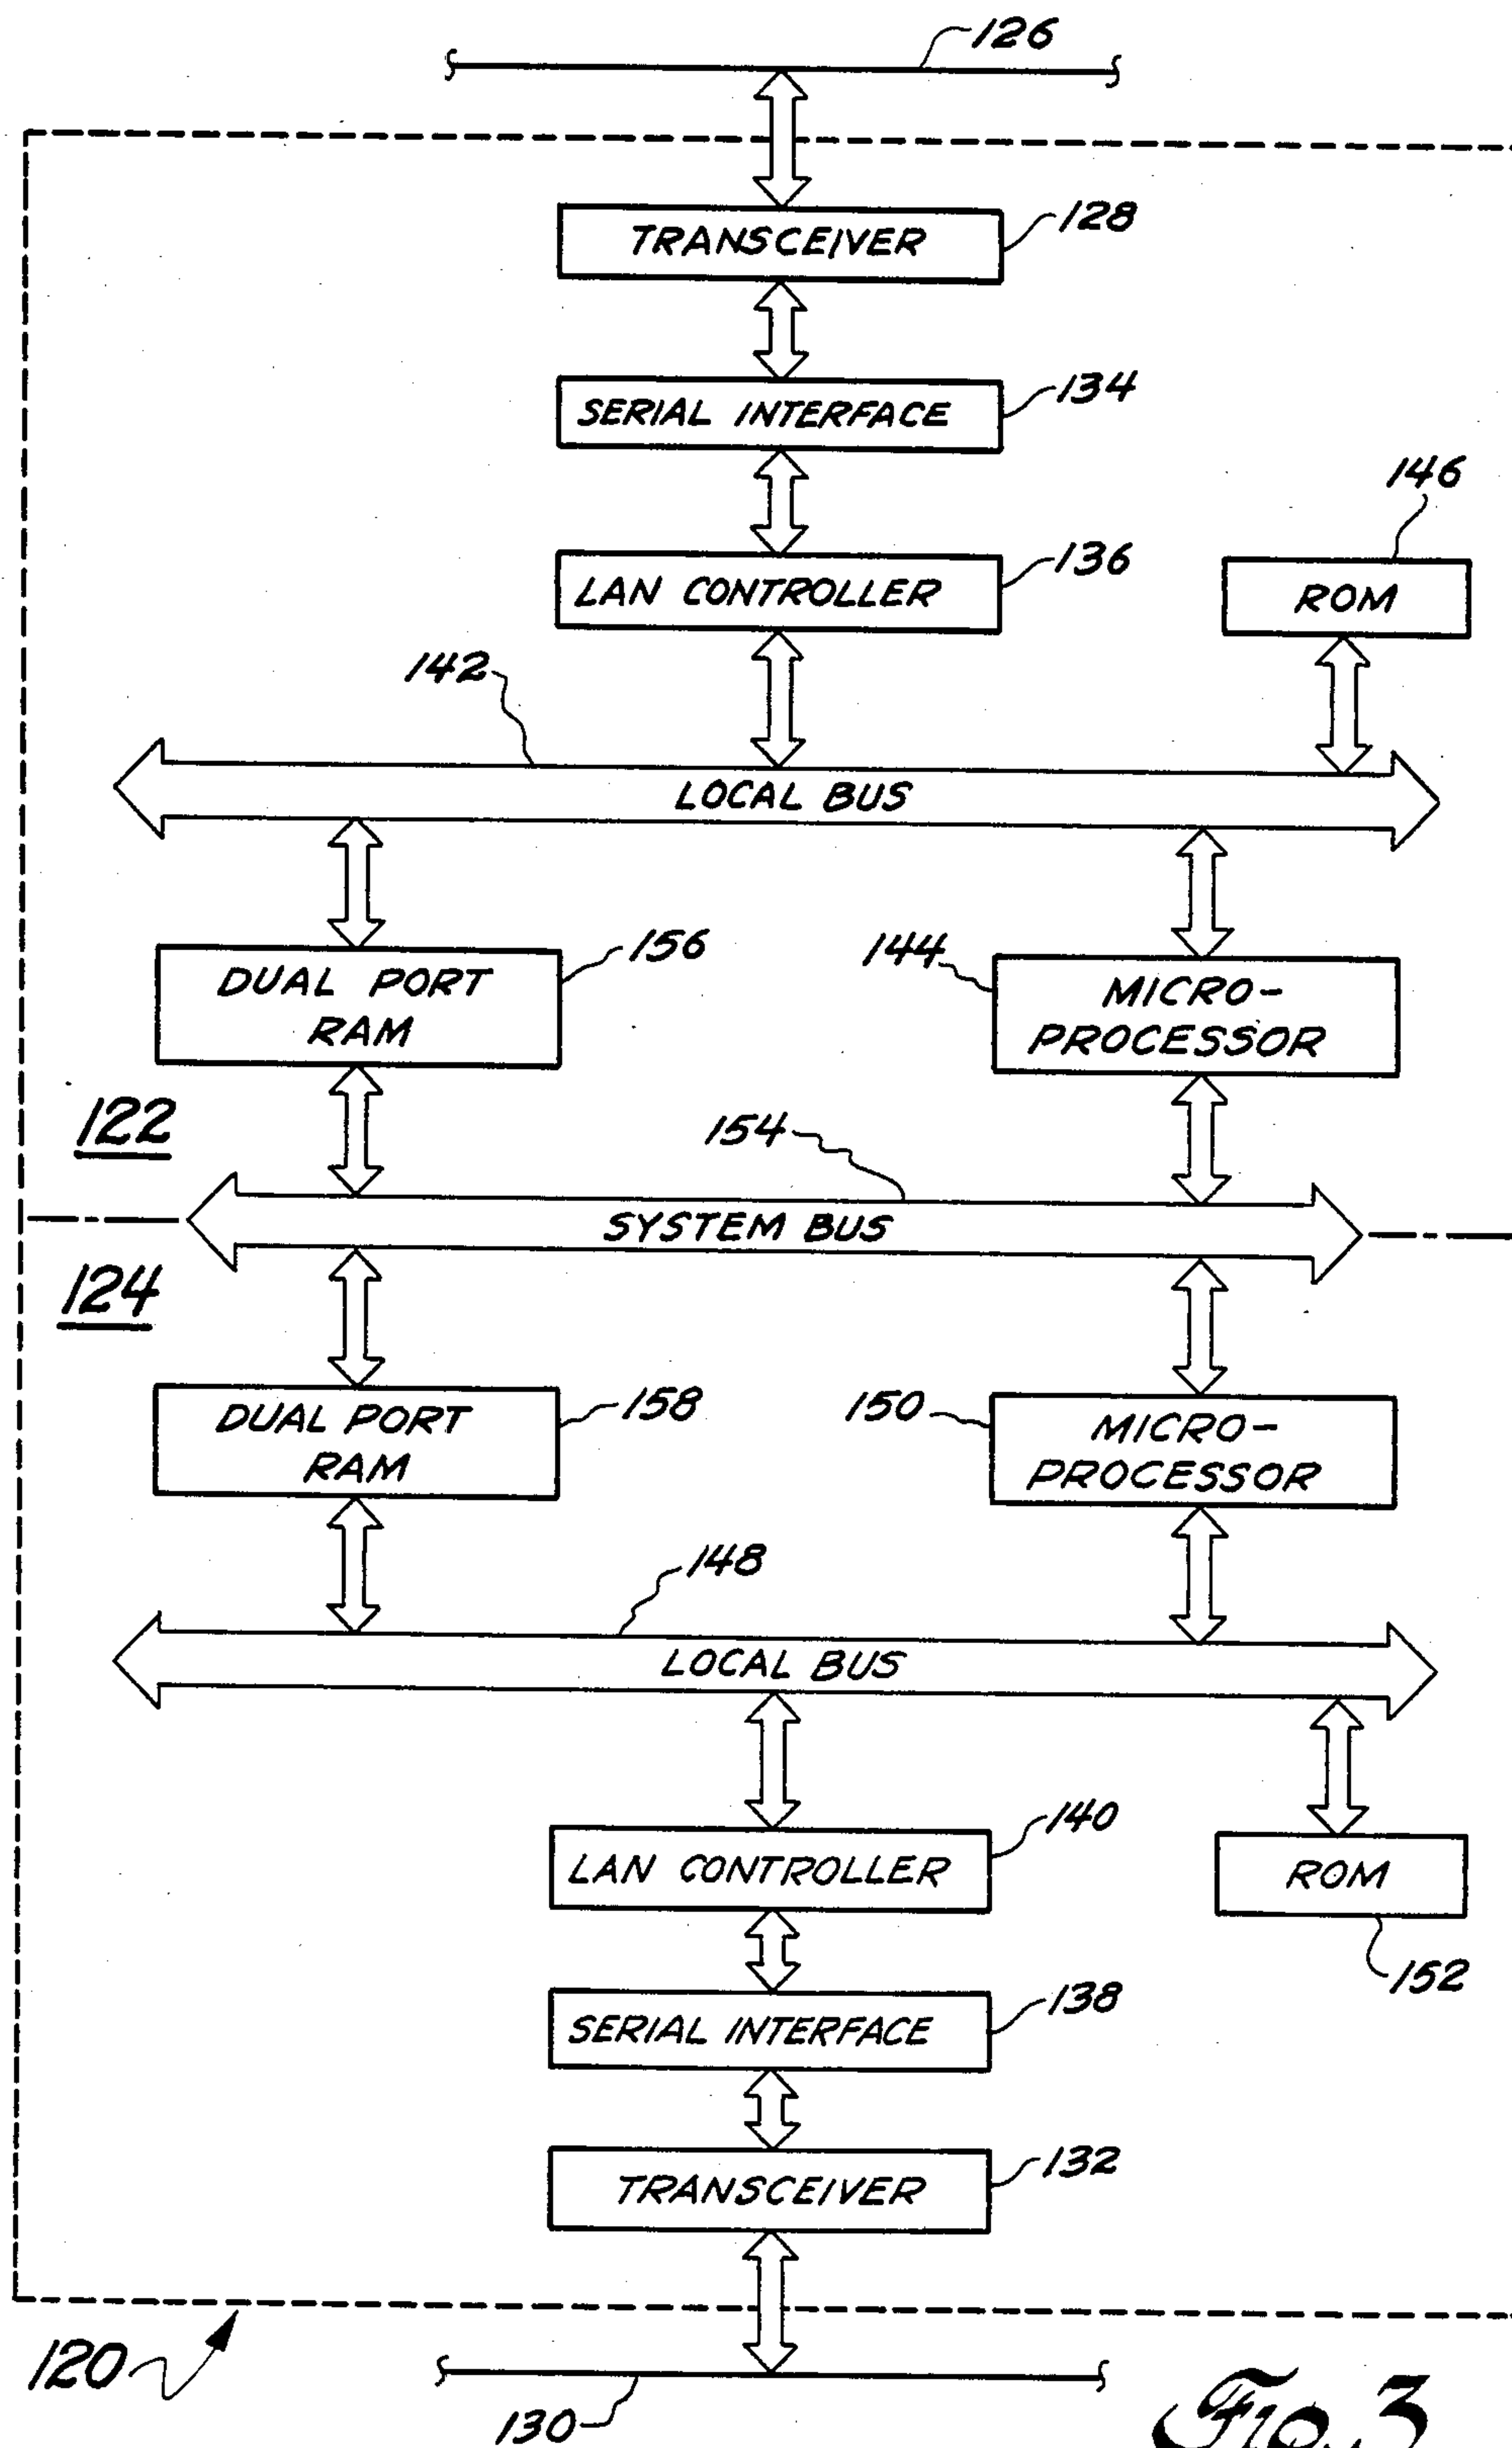 126
TRANSCEIVER
128
SERIAL INTERFACE
134
146
LAN CONTROLLER
136
ROM
142
LOCAL BUS
156
144
DUAL PORT
RAM
MICRO-
PROCESSOR
122
154
SYSTEM BUS
124
158
150
DUAL PORT
RAM
MICRO-
PROCESSOR
148
LOCAL BUS
140
LAN CONTROLLER
ROM
152
138
SERIAL INTERFACE
132
TRANSCEIVER
120
130
Fig. 3